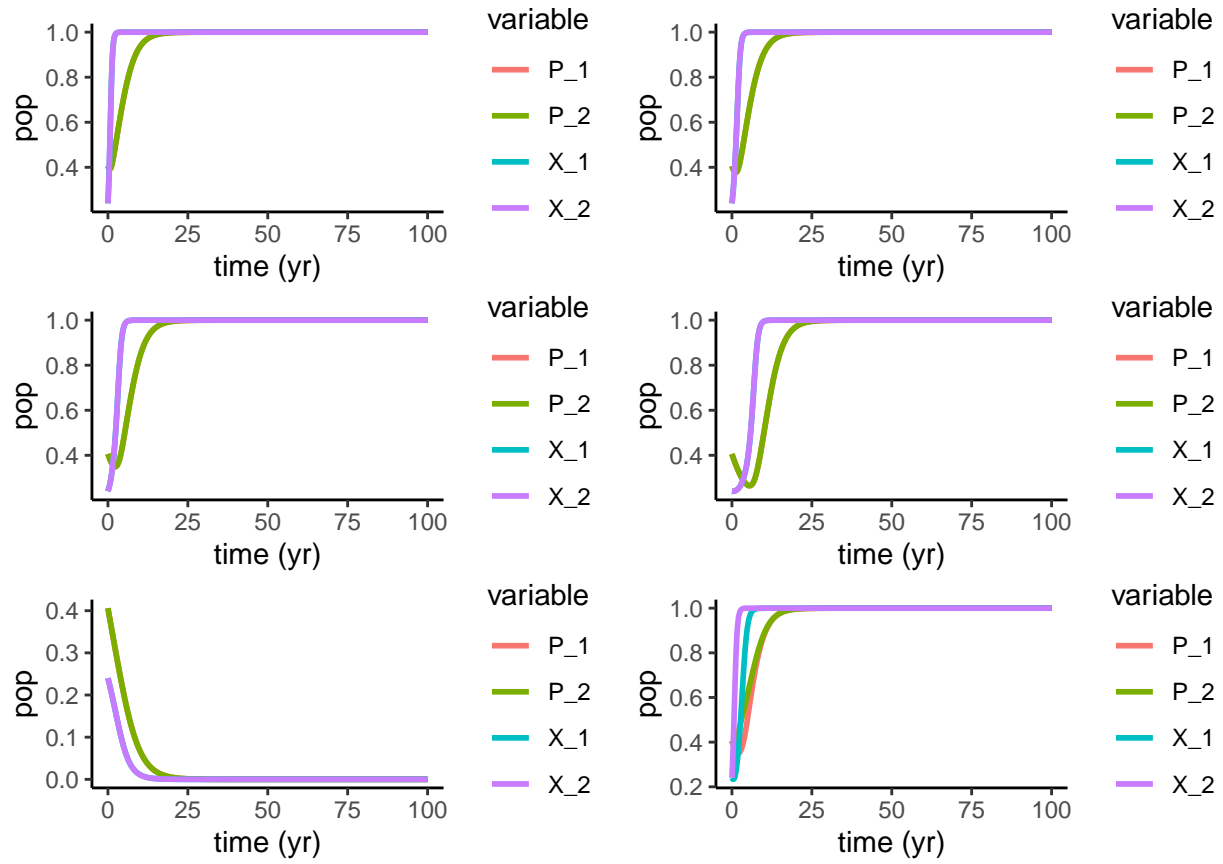 variable
pop
1.0
0.8
0.6
0.4
0
25
50
75
100
time (yr)
P_1
P_2
X_1
X_2
variable
pop
1.0
0.8
0.6
0.4
0
25
50
75
100
time (yr)
P_1
P_2
X_1
X_2
variable
pop
1.0
0.8
0.6
0.4
0
25
50
75
100
time (yr)
P_1
P_2
X_1
X_2
variable
pop
1.0
0.8
0.6
0.4
0
25
50
75
100
time (yr)
P_1
P_2
X_1
X_2
variable
pop
0.4
0.3
0.2
0.1
0.0
0
25
50
75
100
time (yr)
P_1
P_2
X_1
X_2
variable
pop
1.0
0.8
0.6
0.4
0.2
0
25
50
75
100
time (yr)
P_1
P_2
X_1
X_2